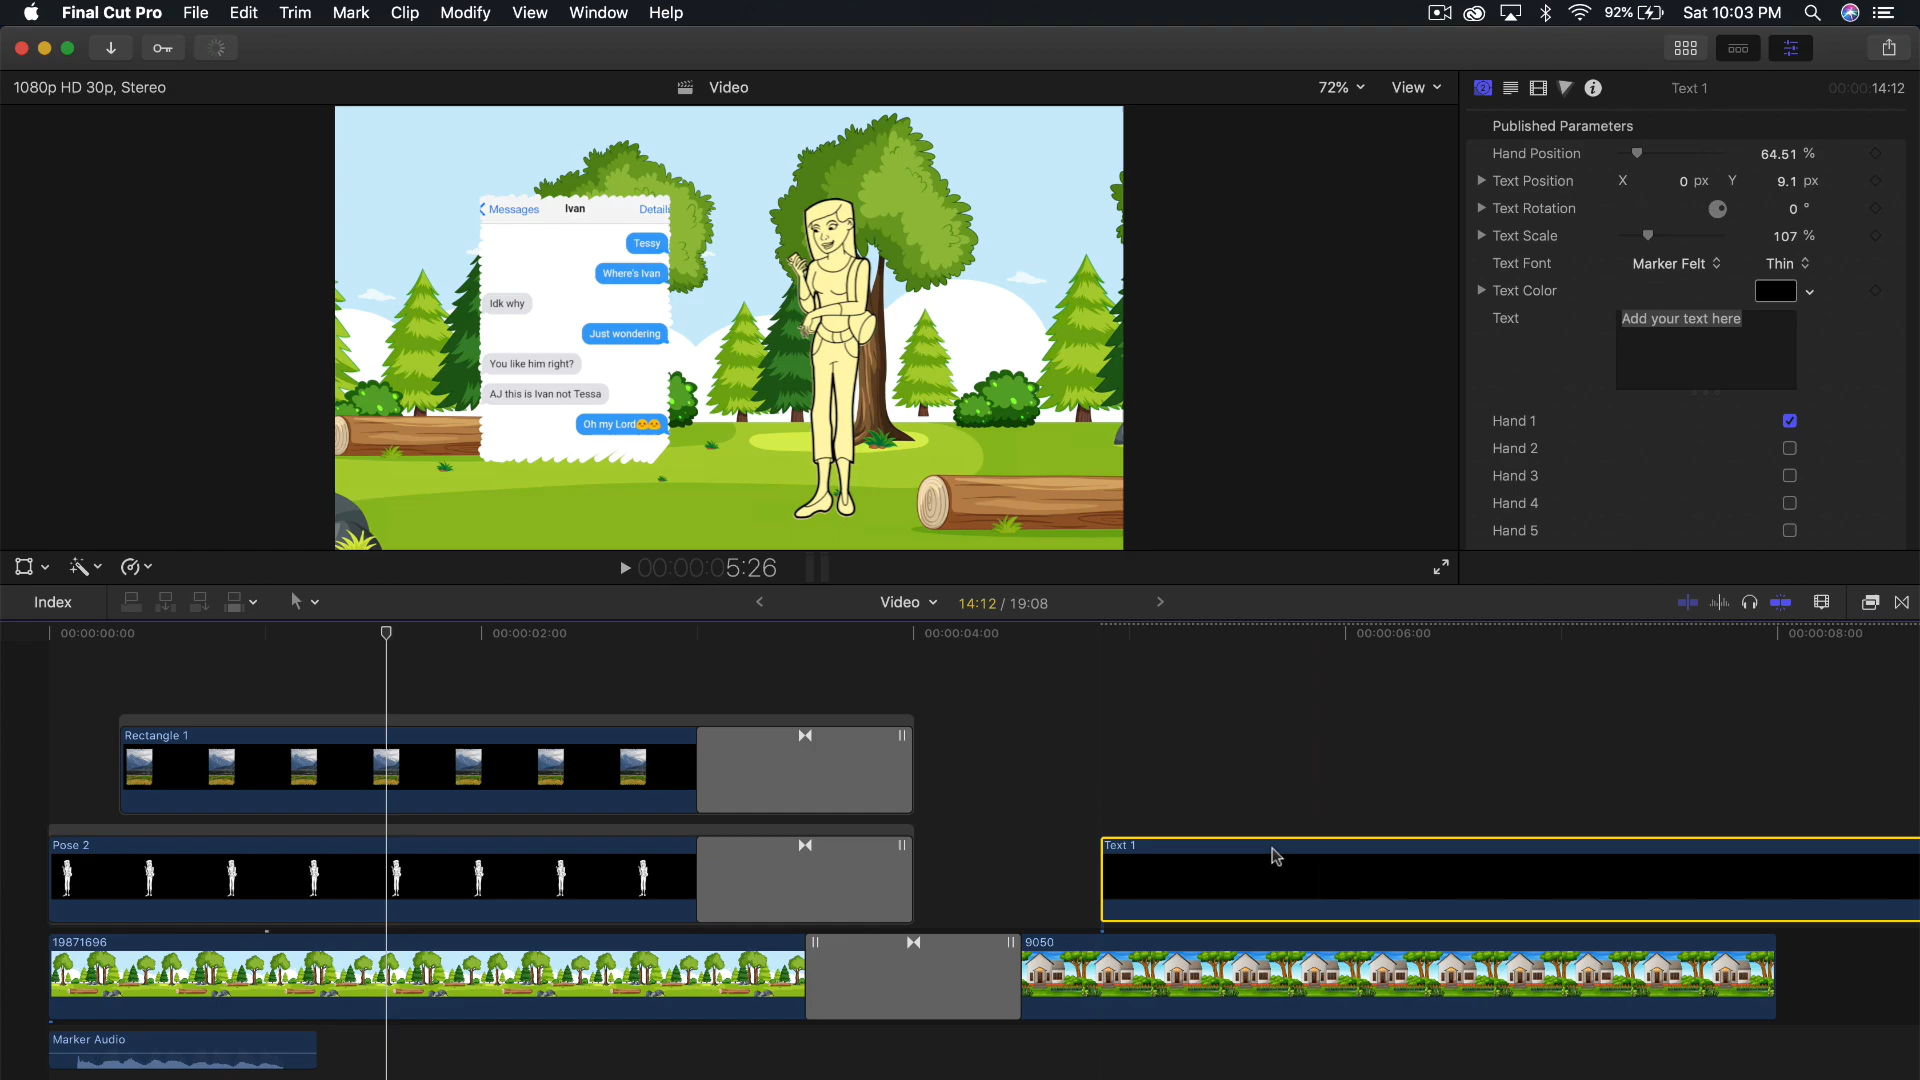 Final Cut Pro File Edit Trim Mark Clip Modify View Window Help 92% Sat 10:03 PM
1080p HD 30p, Stereo Video 72% View Text 1 00:00:14:12
Messages Ivan Detail
Tessy
Where's Ivan
Idk why
Just wondering
You like him right?
AJ this is Ivan not Tessa
Oh my Lord😳😳
Published Parameters
Hand Position 64.51 %
Text Position X 0 px Y 9.1 px
Text Rotation 0 °
Text Scale 107 %
Text Font Marker Felt Thin
Text Color
Text Add your text here
Hand 1
Hand 2
Hand 3
Hand 4
Hand 5
00:00:05:26
Index Video 14:12 / 19:08
00:00:00:00 00:00:02:00 00:00:04:00 00:00:06:00 00:00:08:00
Rectangle 1
Pose 2 Text 1
19871696 9050
Marker Audio